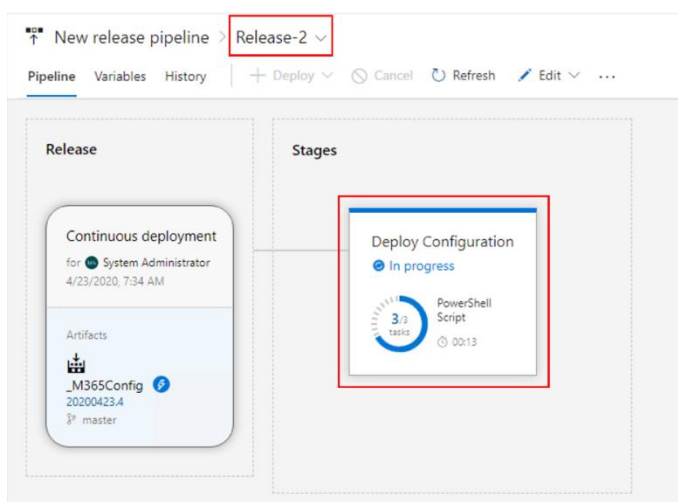 New release pipeline > Release-2
Pipeline Variables History + Deploy Cancel Refresh Edit ...
Release
Stages
Continuous deployment
for System Administrator
4/23/2020, 7:34 AM
Artifacts
_M365Config
20200423.4
master
Deploy Configuration
In progress
3/3
tasks
PowerShell
Script
00:13